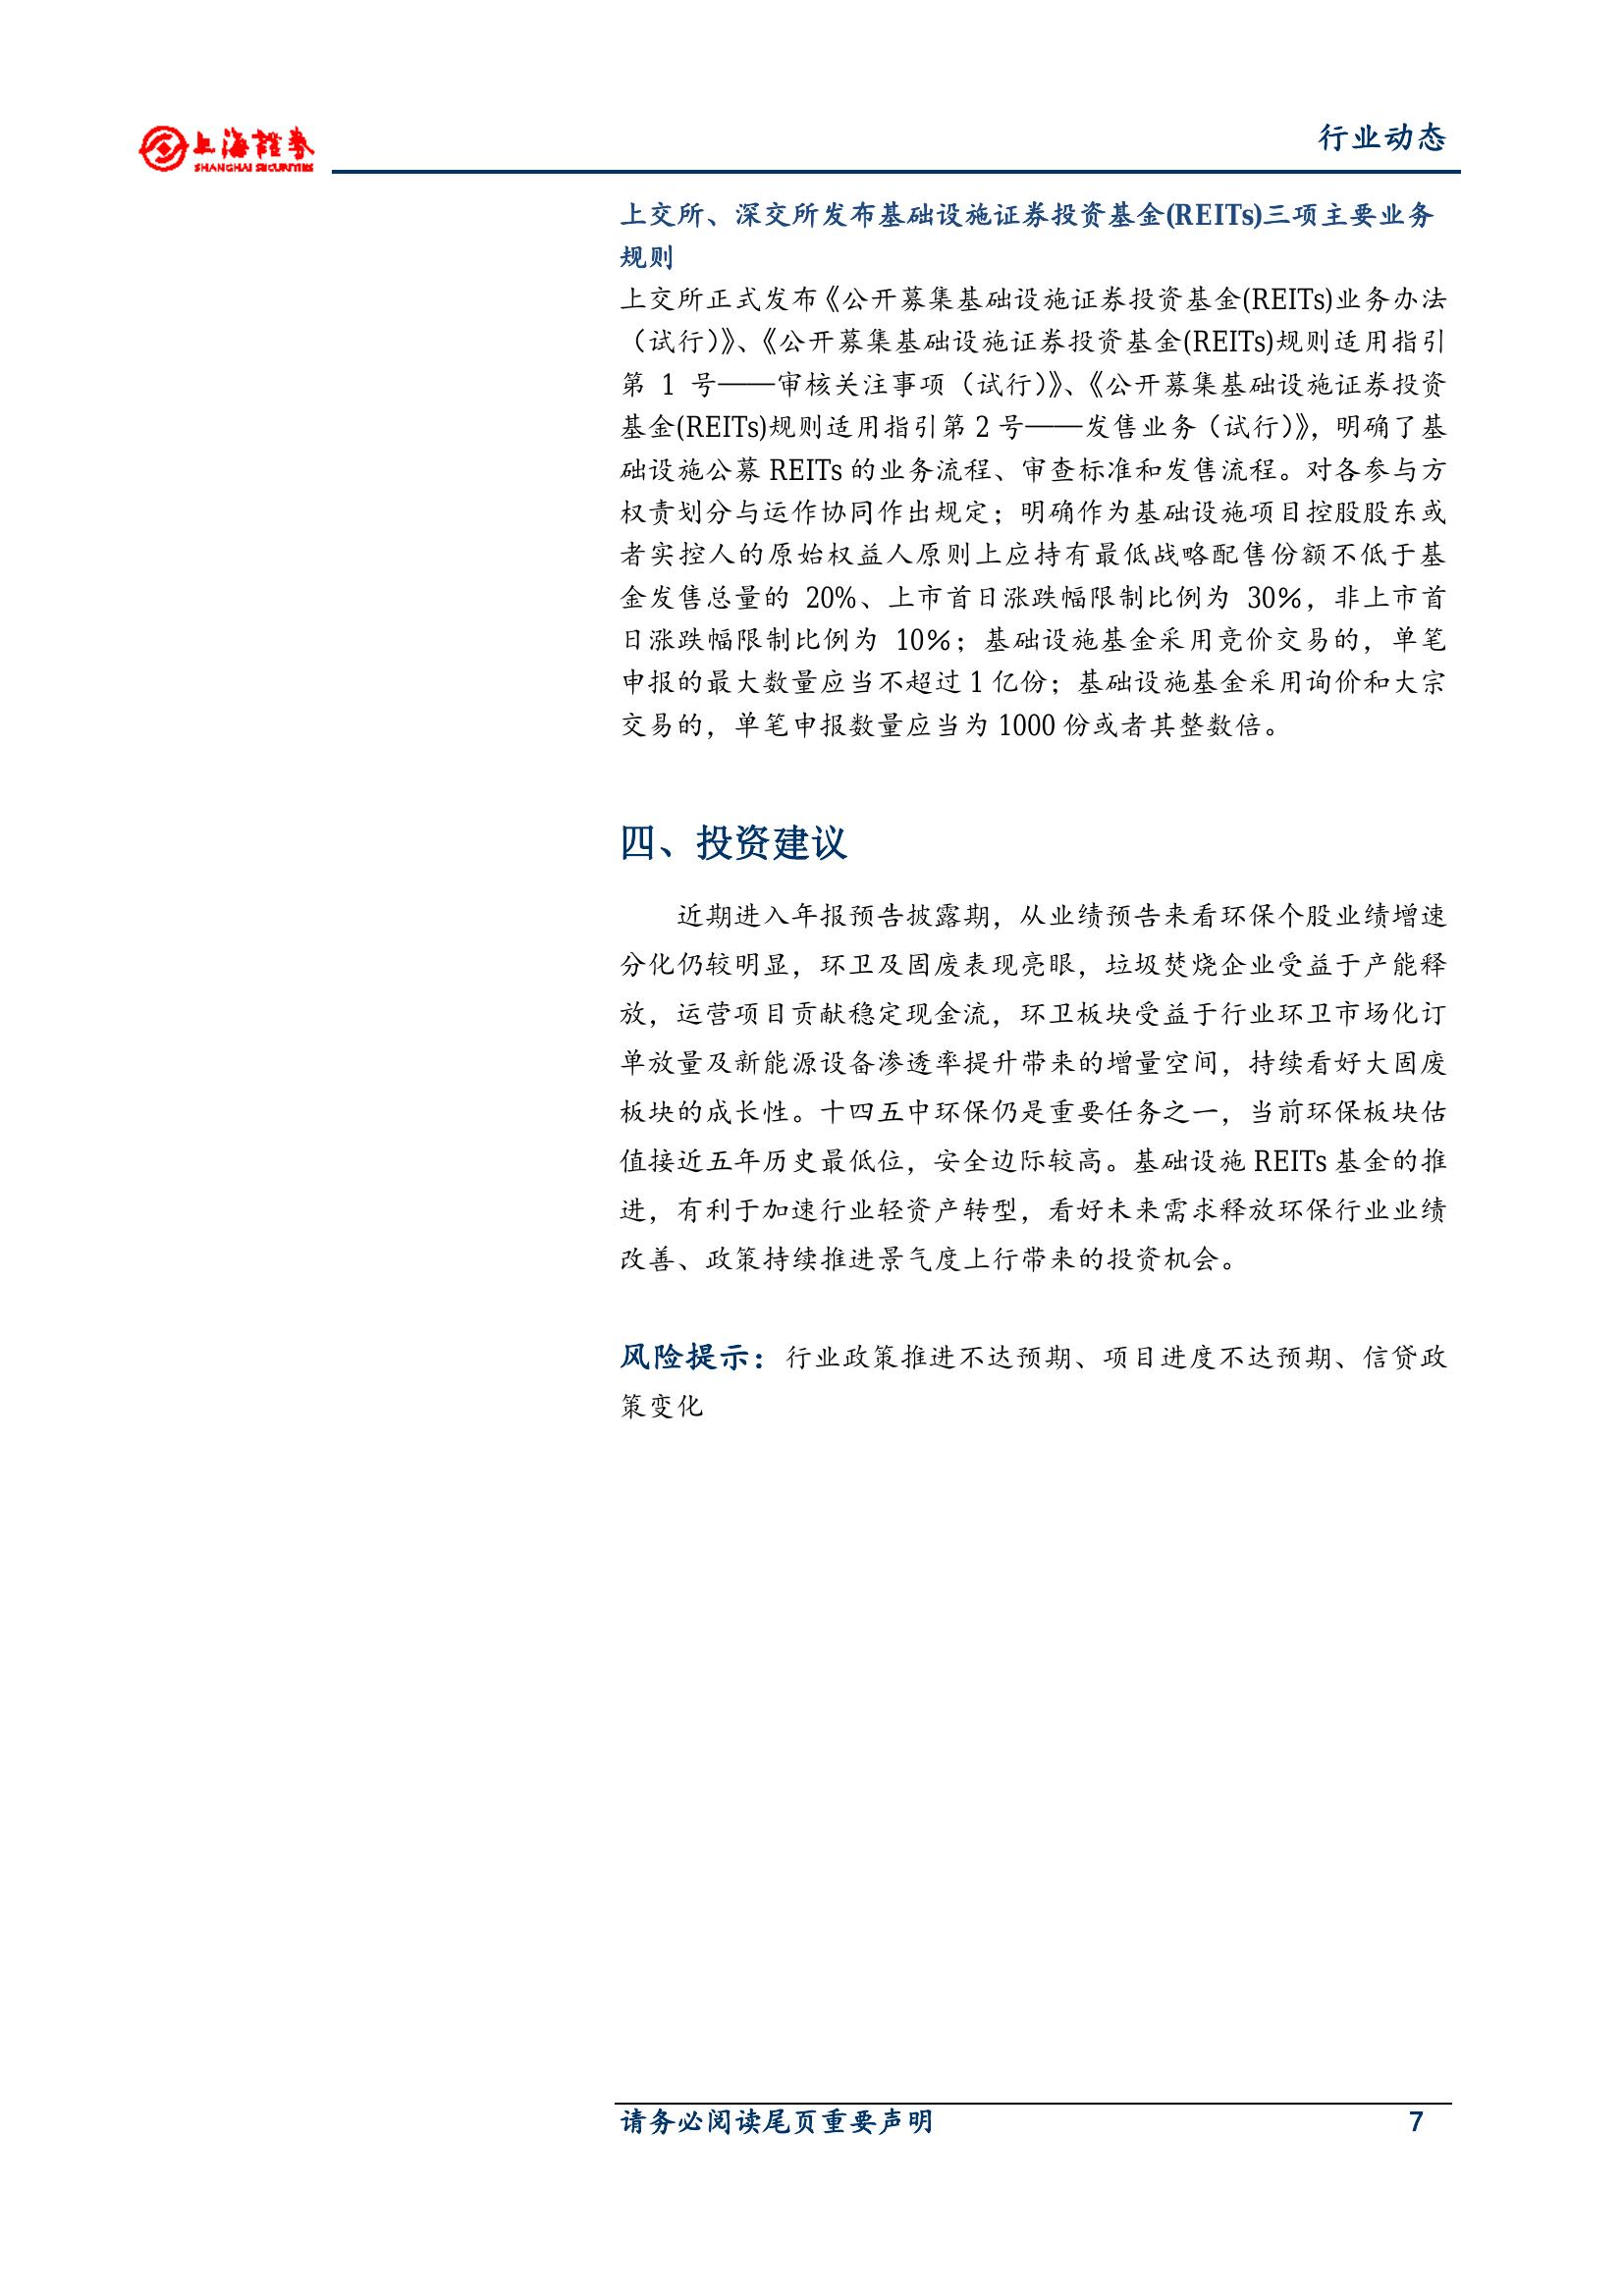 上海證券
SHANGHAI SECURITIES
行业动态
上交所、深交所发布基础设施证券投资基金(REITs)三项主要业务
规则
上交所正式发布《公开募集基础设施证券投资基金(REITs)业务办法
（试行）》、《公开募集基础设施证券投资基金(REITs)规则适用指引
第 1 号——审核关注事项（试行）》、《公开募集基础设施证券投资
基金(REITs)规则适用指引第 2 号——发售业务（试行）》，明确了基
础设施公募 REITs 的业务流程、审查标准和发售流程。对各参与方
权责划分与运作协同作出规定；明确作为基础设施项目控股股东或
者实控人的原始权益人原则上应持有最低战略配售份额不低于基
金发售总量的 20%、上市首日涨跌幅限制比例为 30%，非上市首
日涨跌幅限制比例为 10%；基础设施基金采用竞价交易的，单笔
申报的最大数量应当不超过 1 亿份；基础设施基金采用询价和大宗
交易的，单笔申报数量应当为 1000 份或者其整数倍。
四、投资建议
近期进入年报预告披露期，从业绩预告来看环保个股业绩增速
分化仍较明显，环卫及固废表现亮眼，垃圾焚烧企业受益于产能释
放，运营项目贡献稳定现金流，环卫板块受益于行业环卫市场化订
单放量及新能源设备渗透率提升带来的增量空间，持续看好大固废
板块的成长性。十四五中环保仍是重要任务之一，当前环保板块估
值接近五年历史最低位，安全边际较高。基础设施 REITs 基金的推
进，有利于加速行业轻资产转型，看好未来需求释放环保行业业绩
改善、政策持续推进景气度上行带来的投资机会。
风险提示：行业政策推进不达预期、项目进度不达预期、信贷政
策变化
请务必阅读尾页重要声明 7